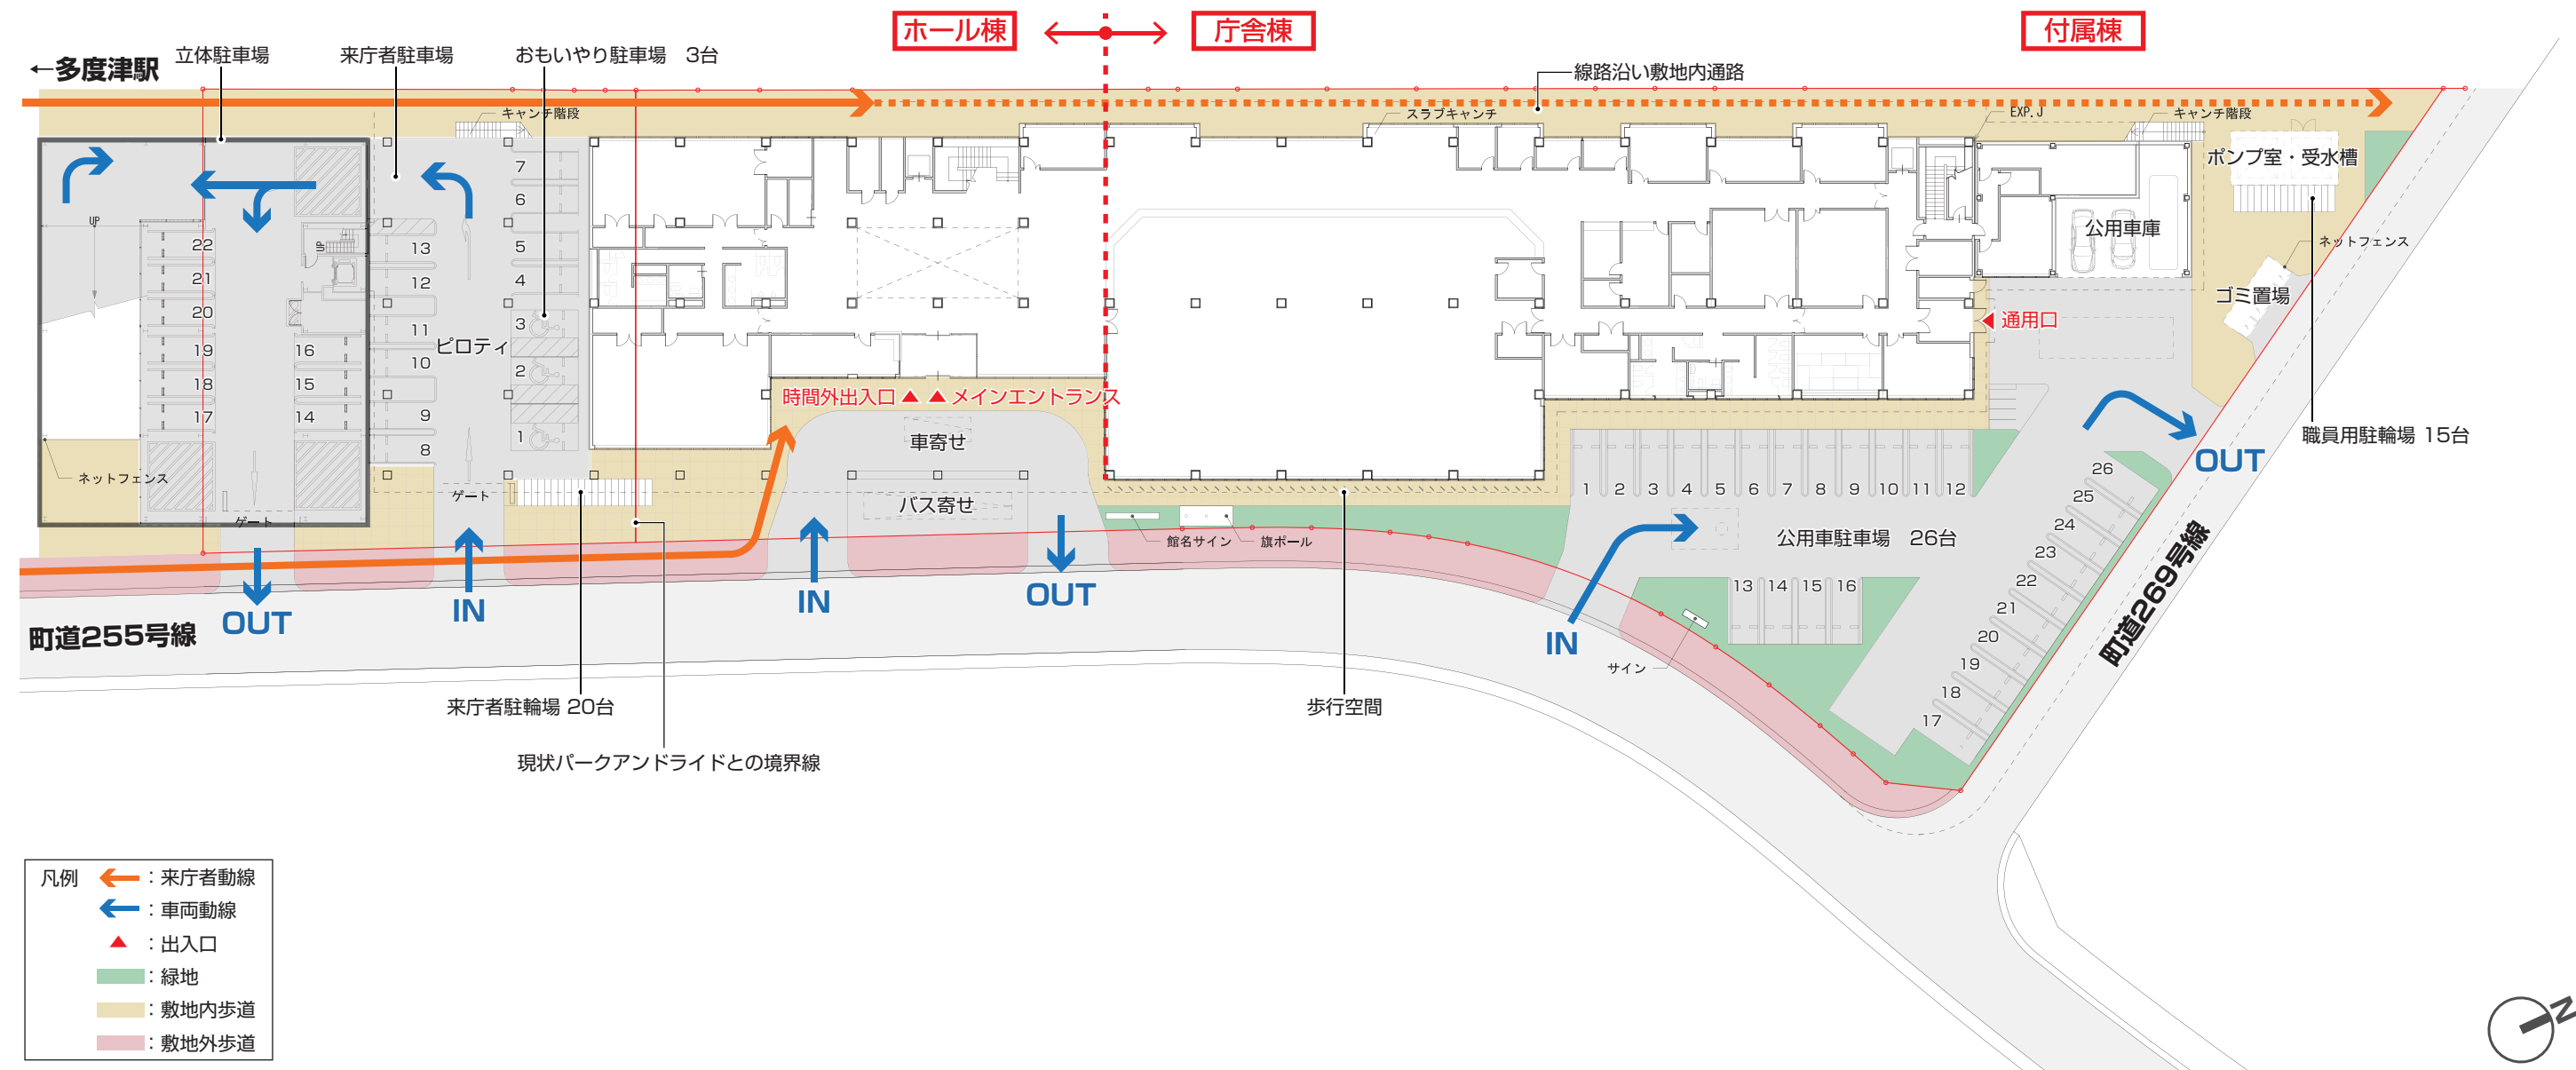 ホール棟
庁舎棟
付属棟
←多度津駅
立体駐車場
来庁者駐車場
おもいやり駐車場 3台
線路沿い敷地内通路
キャンチ階段
スラブキャンチ
EXP.J
キャンチ階段
ポンプ室・受水槽
公用車庫
ネットフェンス
ゴミ置場
通用口
職員用駐輪場 15台
OUT
UP
UP
22
21
20
19
18
17
16
15
14
13
12
11
10
9
8
7
6
5
4
3
2
1
ピロティ
ネットフェンス
ゲート
ゲート
時間外出入口
メインエントランス
車寄せ
バス寄せ
館名サイン
旗ポール
1 2 3 4 5 6 7 8 9 10 11 12
公用車駐車場 26台
13 14 15 16
26
25
24
23
22
21
20
19
18
17
サイン
町道255号線
町道269号線
OUT
IN
IN
OUT
IN
来庁者駐輪場 20台
現状パークアンドライドとの境界線
歩行空間
凡例
：来庁者動線
：車両動線
：出入口
：緑地
：敷地内歩道
：敷地外歩道
N